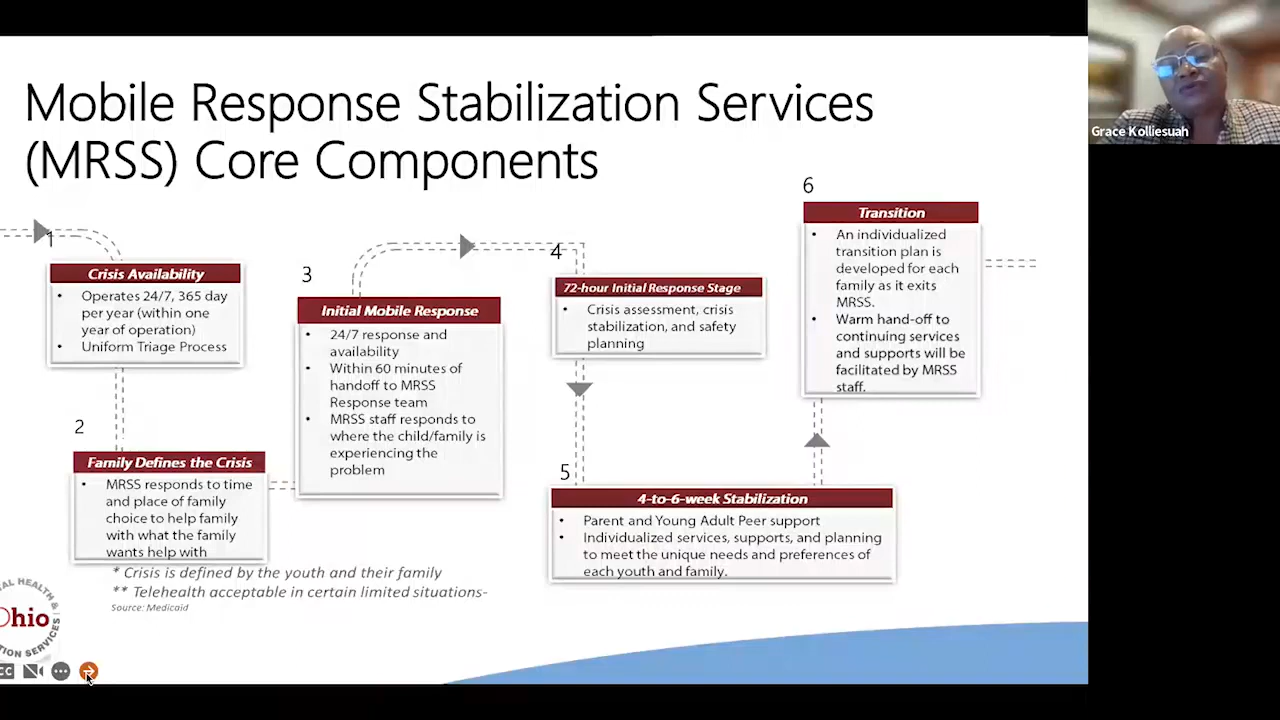 Mobile Response Stabilization Services
(MRSS) Core Components
Grace Kolliesuah
1
Crisis Availability
• Operates 24/7, 365 day
per year (within one
year of operation)
• Uniform Triage Process
2
Family Defines the Crisis
• MRSS responds to time
and place of family
choice to help family
with what the family
wants help with
3
Initial Mobile Response
• 24/7 response and
availability
• Within 60 minutes of
handoff to MRSS
Response team
• MRSS staff responds to
where the child/family is
experiencing the
problem
4
72-hour Initial Response Stage
• Crisis assessment, crisis
stabilization, and safety
planning
5
4-to-6-week Stabilization
• Parent and Young Adult Peer support
• Individualized services, supports, and planning
to meet the unique needs and preferences of
each youth and family.
6
Transition
• An individualized
transition plan is
developed for each
family as it exits
MRSS.
• Warm hand-off to
continuing services
and supports will be
facilitated by MRSS
staff.
* Crisis is defined by the youth and their family
** Telehealth acceptable in certain limited situations-
Source: Medicaid
HEALTH &
Ohio
SERVICES
CC